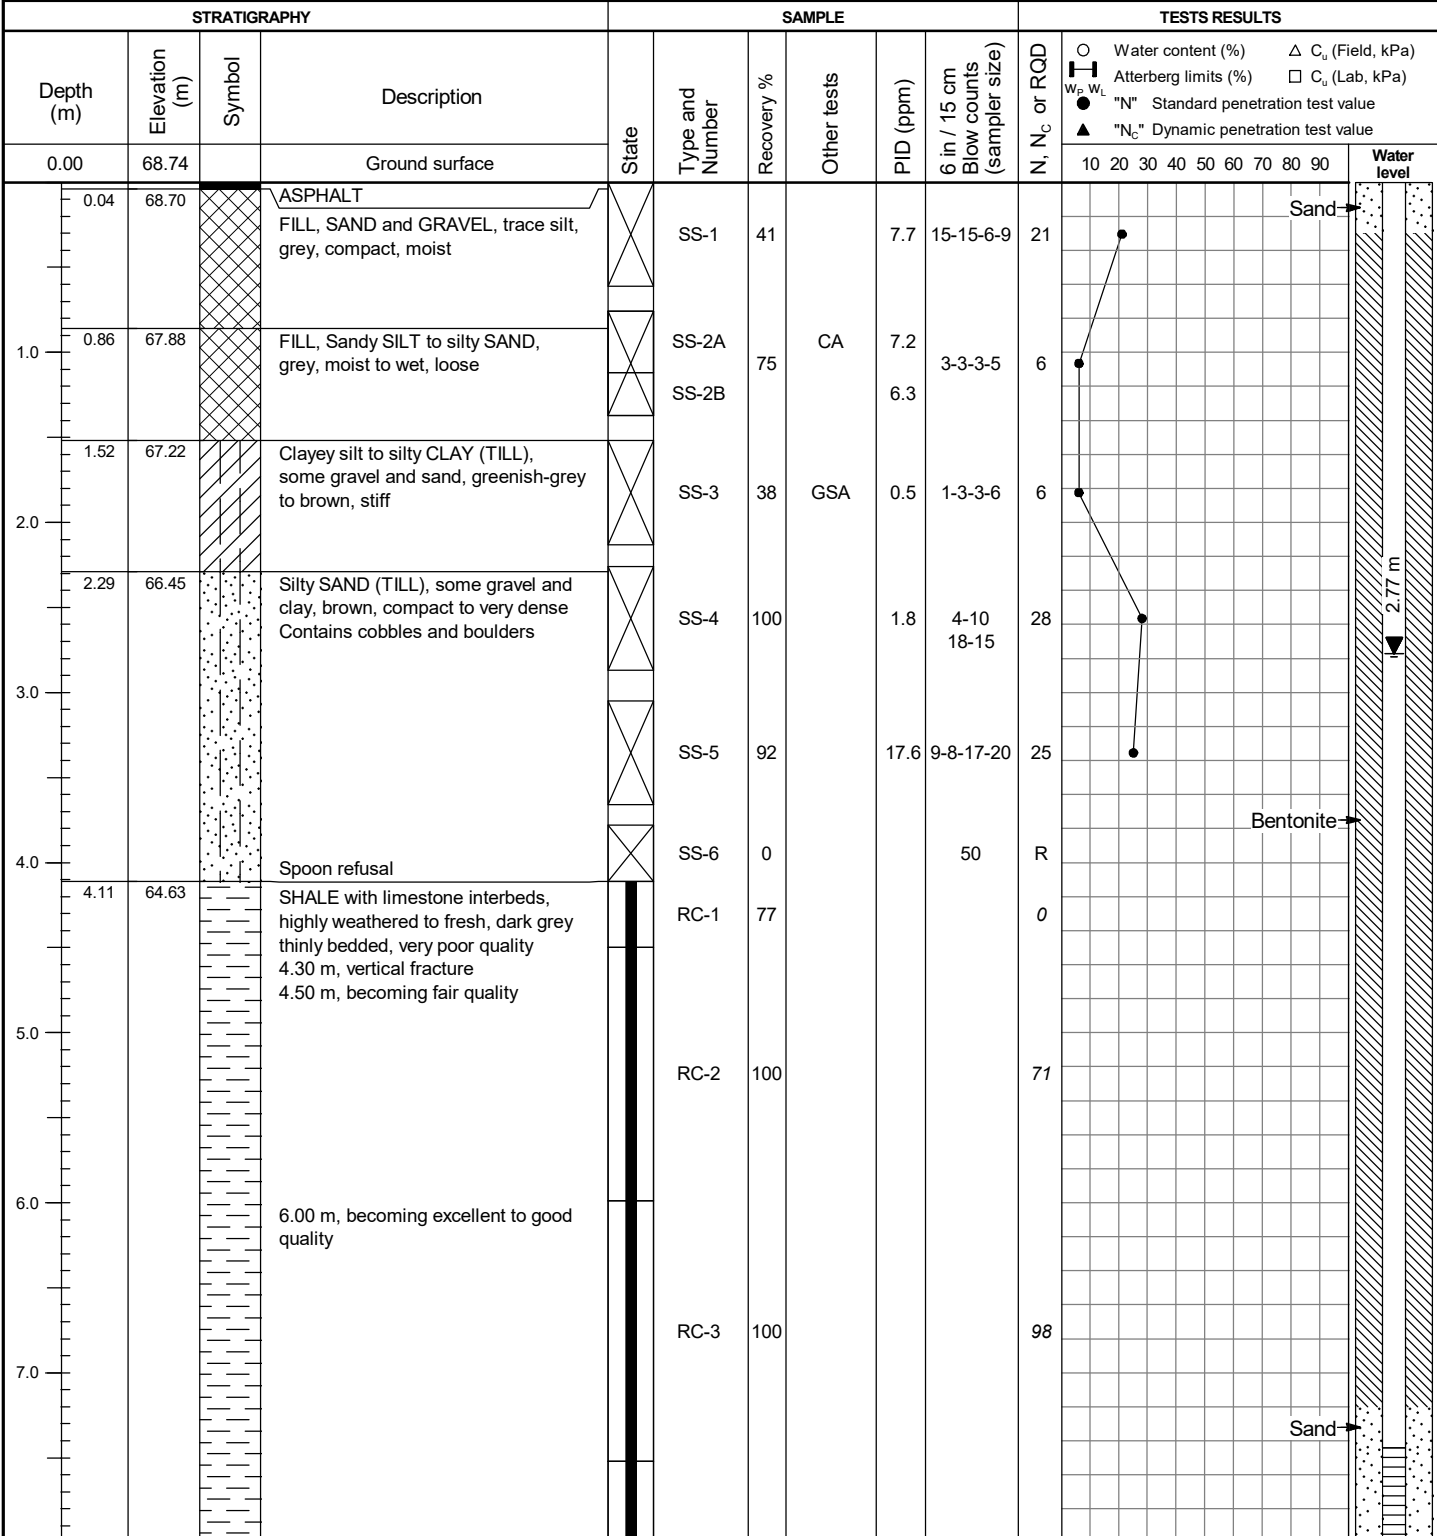 STRATIGRAPHY SAMPLE TESTS RESULTS
Depth (m)
Elevation (m)
Symbol
Description
State
Type and Number
Recovery %
Other tests
PID (ppm)
6 in / 15 cm Blow counts (sampler size)
N, NC or RQD
Water content (%) Cu (Field, kPa)
Atterberg limits (%) Cu (Lab, kPa)
WP WL
"N" Standard penetration test value
"NC" Dynamic penetration test value
0.00 68.74 Ground surface 10 20 30 40 50 60 70 80 90 Water level
0.04 68.70 ASPHALT
Sand
FILL, SAND and GRAVEL, trace silt,
grey, compact, moist
SS-1 41 7.7 15-15-6-9 21
0.86 67.88 FILL, Sandy SILT to silty SAND,
grey, moist to wet, loose
1.0
SS-2A CA 7.2
75 3-3-3-5 6
SS-2B 6.3
1.52 67.22 Clayey silt to silty CLAY (TILL),
some gravel and sand, greenish-grey
to brown, stiff
SS-3 38 GSA 0.5 1-3-3-6 6
2.0
2.29 66.45 Silty SAND (TILL), some gravel and
clay, brown, compact to very dense
Contains cobbles and boulders
SS-4 100 1.8 4-10 28
18-15
2.77 m
3.0
SS-5 92 17.6 9-8-17-20 25
Bentonite
SS-6 0 50 R
4.0 Spoon refusal
4.11 64.63 SHALE with limestone interbeds,
highly weathered to fresh, dark grey
thinly bedded, very poor quality
4.30 m, vertical fracture
4.50 m, becoming fair quality
RC-1 77 0
5.0
RC-2 100 71
6.0
6.00 m, becoming excellent to good
quality
RC-3 100 98
7.0
Sand